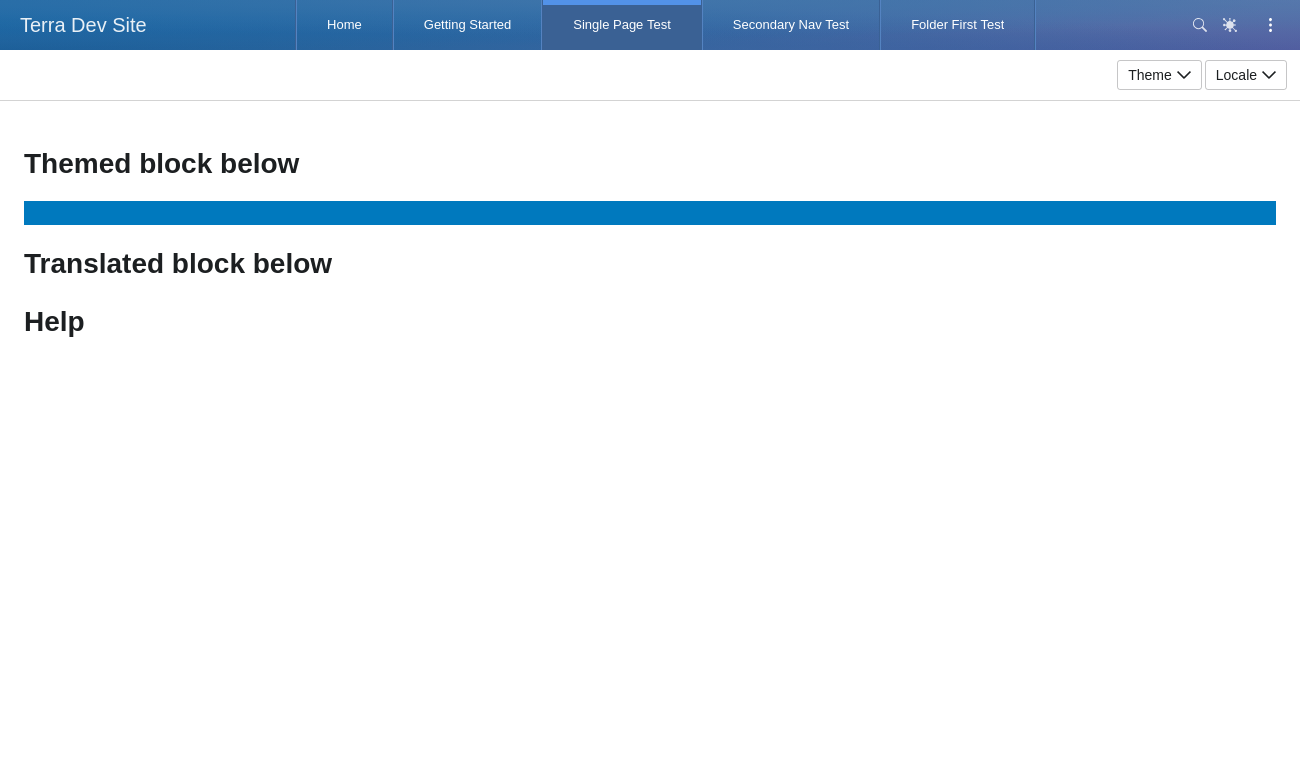 Terra Dev Site
Home
Getting Started
Single Page Test
Secondary Nav Test
Folder First Test
Theme
Locale
Themed block below
Translated block below
Help